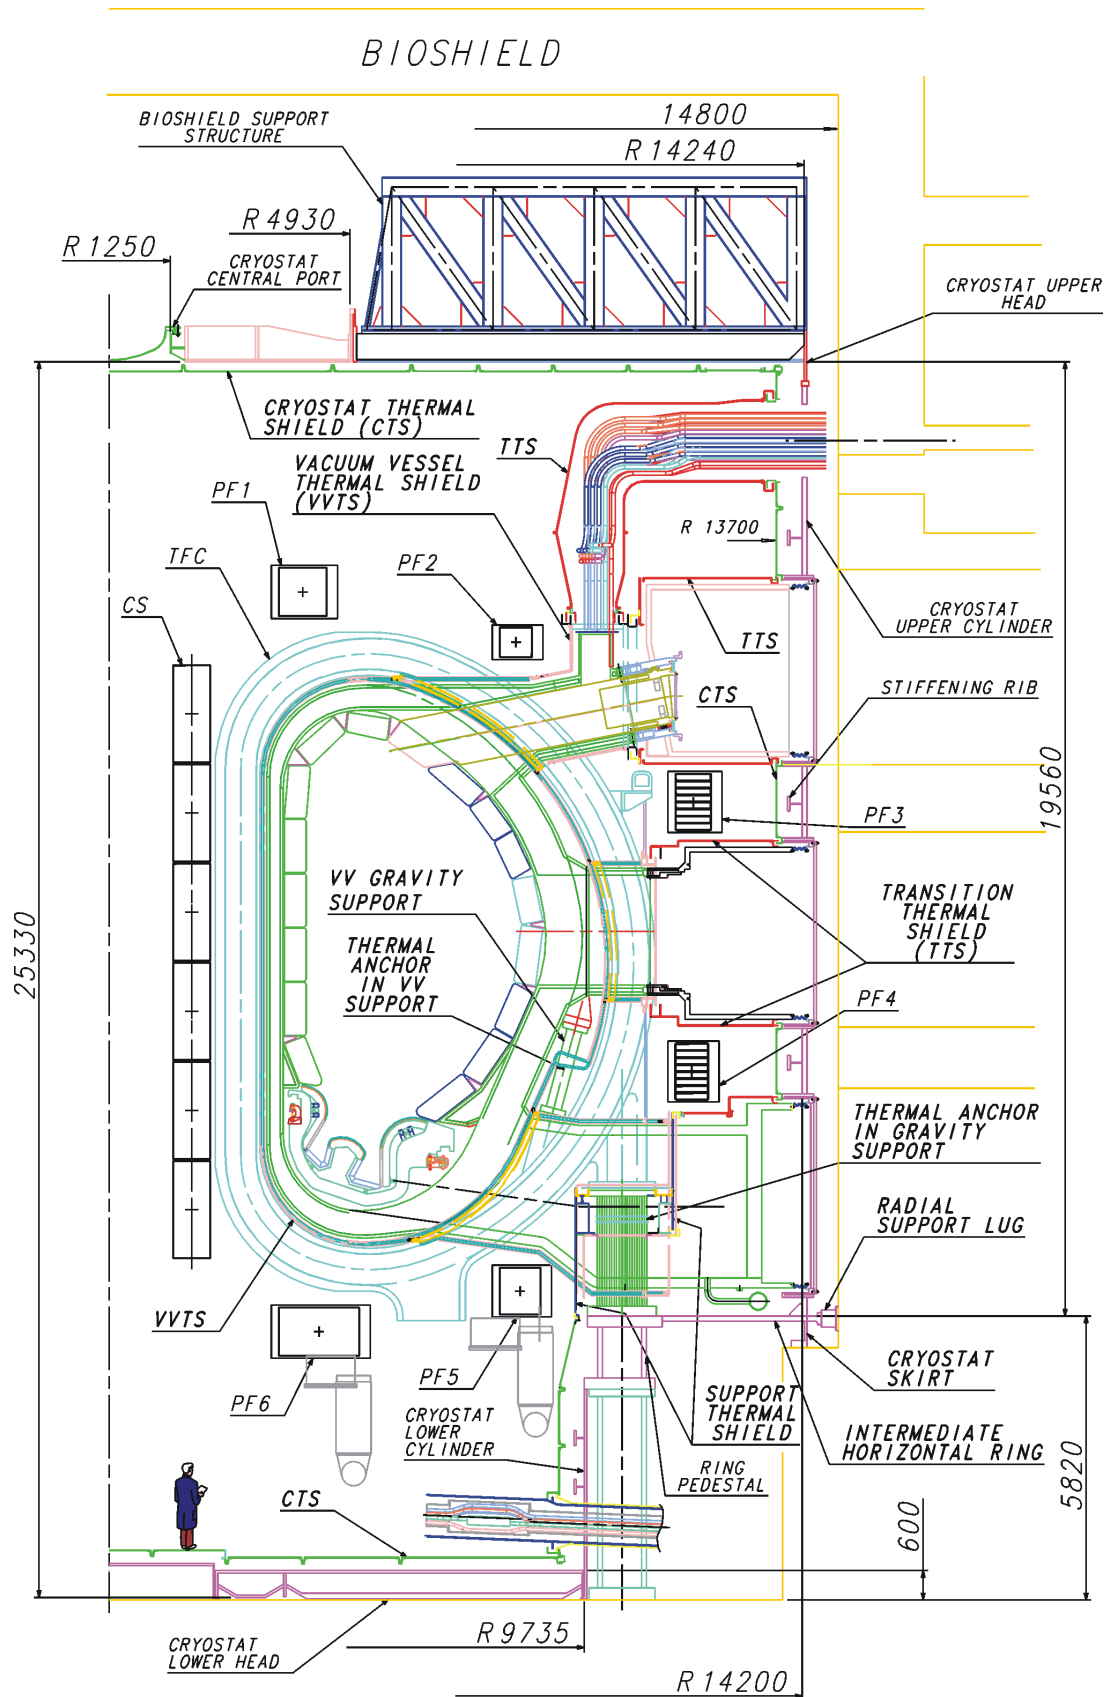 BIOSHIELD
BIOSHIELD SUPPORT
STRUCTURE
14800
R 14240
R 4930
R 1250
CRYOSTAT
CENTRAL PORT
CRYOSTAT UPPER
HEAD
CRYOSTAT THERMAL
SHIELD (CTS)
TTS
VACUUM VESSEL
THERMAL SHIELD
(VVTS)
PF1
R 13700
TFC
PF2
CS
CRYOSTAT
UPPER CYLINDER
TTS
CTS
STIFFENING RIB
19560
PF3
VV GRAVITY
SUPPORT
TRANSITION
THERMAL
SHIELD
(TTS)
25330
THERMAL
ANCHOR
IN VV
SUPPORT
PF4
THERMAL ANCHOR
IN GRAVITY
SUPPORT
RADIAL
SUPPORT LUG
VVTS
CRYOSTAT
SKIRT
PF5
PF6
SUPPORT
THERMAL
SHIELD
CRYOSTAT
LOWER
CYLINDER
INTERMEDIATE
HORIZONTAL RING
RING
PEDESTAL
5820
CTS
600
R 9735
CRYOSTAT
LOWER HEAD
R 14200